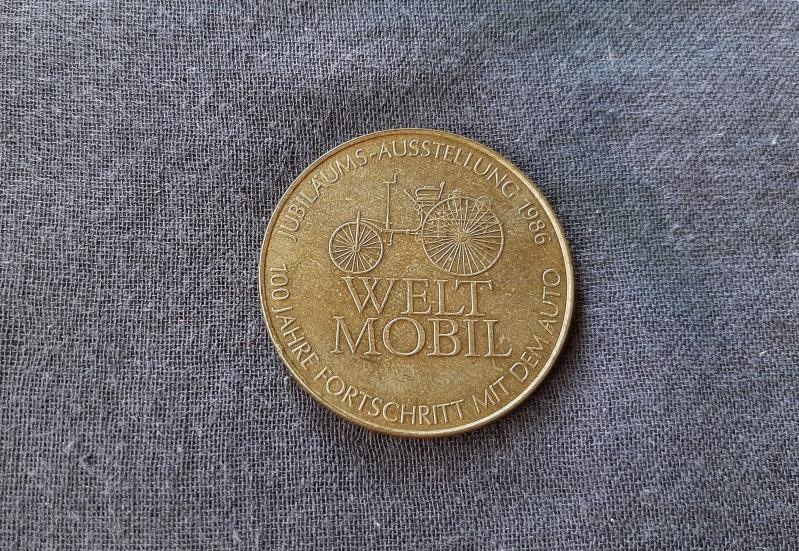 JUBILÄUMS-AUSSTELLUNG 1986
WELT
MOBIL
100 JAHRE FORTSCHRITT MIT DEM AUTO